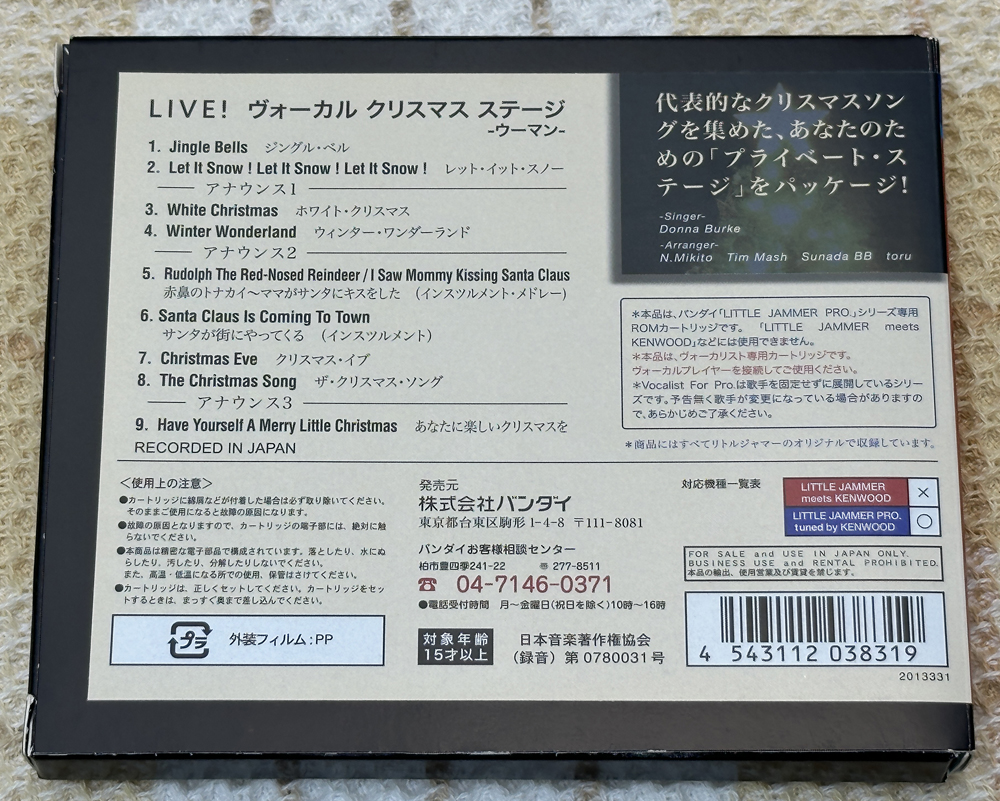 LIVE! ヴォーカル クリスマス ステージ
-ウーマン-
1. Jingle Bells ジングル・ベル
2. Let It Snow ! Let It Snow ! Let It Snow ! レット・イット・スノー
アナウンス1
3. White Christmas ホワイト・クリスマス
4. Winter Wonderland ウィンター・ワンダーランド
アナウンス2
5. Rudolph The Red-Nosed Reindeer / I Saw Mommy Kissing Santa Claus
赤鼻のトナカイ〜ママがサンタにキスをした (インスツルメント・メドレー)
6. Santa Claus Is Coming To Town
サンタが街にやってくる (インスツルメント)
7. Christmas Eve クリスマス・イブ
8. The Christmas Song ザ・クリスマス・ソング
アナウンス3
9. Have Yourself A Merry Little Christmas あなたに楽しいクリスマスを
RECORDED IN JAPAN
代表的なクリスマスソン
グを集めた、あなたのた
めの「プライベート・ス
テージ」をパッケージ!
-Singer-
Donna Burke
-Arranger-
N.Mikito Tim Mash Sunada BB toru
*本品は、バンダイ「LITTLE JAMMER PRO.」シリーズ専用
ROMカートリッジです。「LITTLE JAMMER meets
KENWOOD」などには使用できません。
*本品は、ヴォーカリスト専用カートリッジです。
ヴォーカルプレイヤーを接続してご使用ください。
*Vocalist For Pro.は歌手を固定せずに展開しているシリー
ズです。予告無く歌手が変更になっている場合がありますの
で、あらかじめご了承ください。
*商品にはすべてリトルジャマーのオリジナルで収録しています。
<使用上の注意>
●カートリッジに綿屑などが付着した場合は必ず取り除いてください。
そのままご使用になると故障の原因になります。
●故障の原因となりますので、カートリッジの端子部には、絶対に触
らないでください。
●本商品は精密な電子部品で構成されています。落としたり、水にぬ
らしたり、汚したり、分解したりしないでください。
また、高温・低温になる所での使用、保管はさけてください。
●カートリッジは、正しくセットしてください。カートリッジをセッ
トするときは、まっすぐ奥まで差し込んでください。
プラ 外装フィルム:PP
発売元
株式会社バンダイ
東京都台東区駒形1-4-8 〒111-8081
バンダイお客様相談センター
柏市豊四季241-22 〒277-8511
☎ 04-7146-0371
●電話受付時間 月〜金曜日(祝日を除く)10時〜16時
対象年齢
15才以上
日本音楽著作権協会
(録音)第0780031号
対応機種一覧表
LITTLE JAMMER
meets KENWOOD ×
LITTLE JAMMER PRO.
tuned by KENWOOD ○
FOR SALE and USE IN JAPAN ONLY.
BUSINESS USE and RENTAL PROHIBITED.
本品の輸出、使用営業及び賃貸を禁じます。
4 543112 038319
2013331